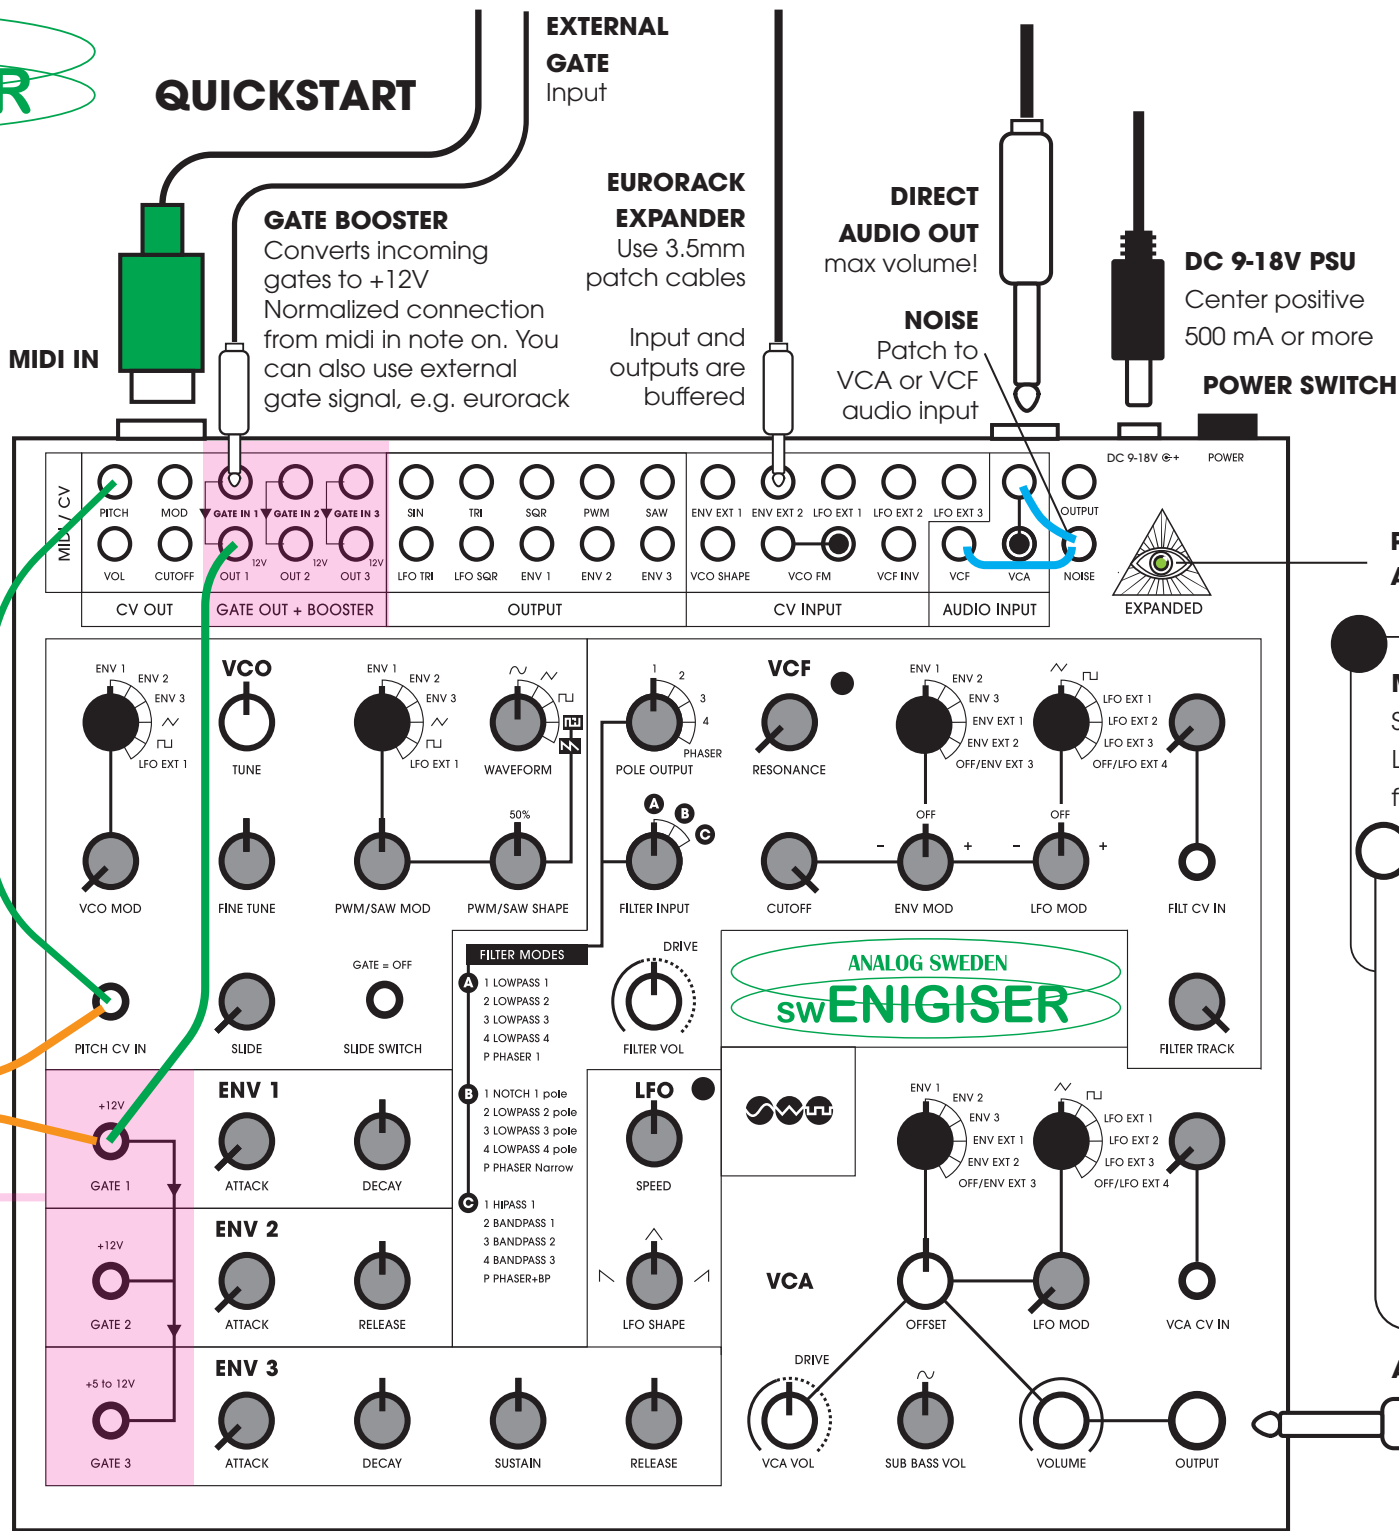 R
QUICKSTART
EXTERNAL
GATE
Input
GATE BOOSTER
Converts incoming
gates to +12V
Normalized connection
from midi in note on. You
can also use external
gate signal, e.g. eurorack
MIDI IN
EURORACK
EXPANDER
Use 3.5mm
patch cables
Input and
outputs are
buffered
DIRECT
AUDIO OUT
max volume!
NOISE
Patch to
VCA or VCF
audio input
DC 9-18V PSU
Center positive
500 mA or more
POWER SWITCH
DC 9-18V
POWER
MIDI / CV
PITCH
MOD
GATE IN 1
GATE IN 2
GATE IN 3
SIN
TRI
SQR
PWM
SAW
ENV EXT 1
ENV EXT 2
LFO EXT 1
LFO EXT 2
LFO EXT 3
OUTPUT
VOL
CUTOFF
OUT 1
12V
OUT 2
12V
OUT 3
12V
LFO TRI
LFO SQR
ENV 1
ENV 2
ENV 3
VCO SHAPE
VCO FM
VCF INV
VCF
VCA
NOISE
CV OUT
GATE OUT + BOOSTER
OUTPUT
CV INPUT
AUDIO INPUT
EXPANDED
VCO
ENV 1
ENV 2
ENV 3
LFO EXT 1
TUNE
ENV 1
ENV 2
ENV 3
LFO EXT 1
WAVEFORM
VCO MOD
FINE TUNE
PWM/SAW MOD
50%
PWM/SAW SHAPE
PITCH CV IN
SLIDE
GATE = OFF
SLIDE SWITCH
VCF
1
2
3
4
PHASER
POLE OUTPUT
RESONANCE
ENV 1
ENV 2
ENV 3
ENV EXT 1
ENV EXT 2
OFF/ENV EXT 3
LFO EXT 1
LFO EXT 2
LFO EXT 3
OFF/LFO EXT 4
A
B
C
FILTER INPUT
CUTOFF
OFF
- +
ENV MOD
OFF
- +
LFO MOD
FILT CV IN
FILTER MODES
A
1 LOWPASS 1
2 LOWPASS 2
3 LOWPASS 3
4 LOWPASS 4
P PHASER 1
B
1 NOTCH 1 pole
2 LOWPASS 2 pole
3 LOWPASS 3 pole
4 LOWPASS 4 pole
P PHASER Narrow
C
1 HIPASS 1
2 BANDPASS 1
3 BANDPASS 2
4 BANDPASS 3
P PHASER+BP
DRIVE
FILTER VOL
ANALOG SWEDEN
SWENIGISER
FILTER TRACK
+12V
GATE 1
ENV 1
ATTACK
DECAY
+12V
GATE 2
ENV 2
ATTACK
RELEASE
+5 to 12V
GATE 3
ENV 3
ATTACK
DECAY
SUSTAIN
RELEASE
LFO
SPEED
LFO SHAPE
VCA
ENV 1
ENV 2
ENV 3
ENV EXT 1
ENV EXT 2
OFF/ENV EXT 3
LFO EXT 1
LFO EXT 2
LFO EXT 3
OFF/LFO EXT 4
OFFSET
LFO MOD
VCA CV IN
DRIVE
VCA VOL
SUB BASS VOL
VOLUME
OUTPUT